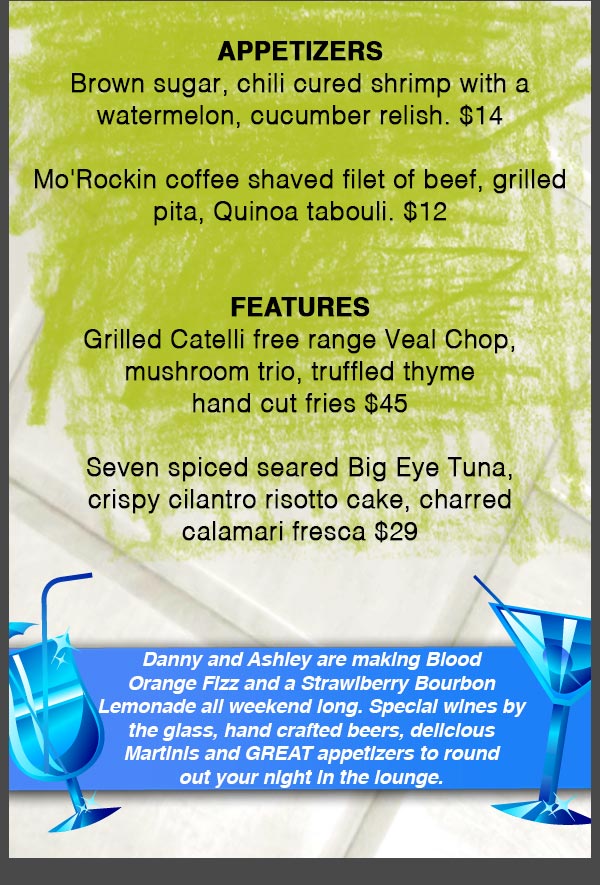 APPETIZERS
Brown sugar, chili cured shrimp with a
watermelon, cucumber relish. $14
Mo'Rockin coffee shaved filet of beef, grilled
pita, Quinoa tabouli. $12
FEATURES
Grilled Catelli free range Veal Chop,
mushroom trio, truffled thyme
hand cut fries $45
Seven spiced seared Big Eye Tuna,
crispy cilantro risotto cake, charred
calamari fresca $29
Danny and Ashley are making Blood
Orange Fizz and a Strawlberry Bourbon
Lemonade all weekend long. Special wines by
the glass, hand crafted beers, delicious
Martinis and GREAT appetizers to round
out your night in the lounge.